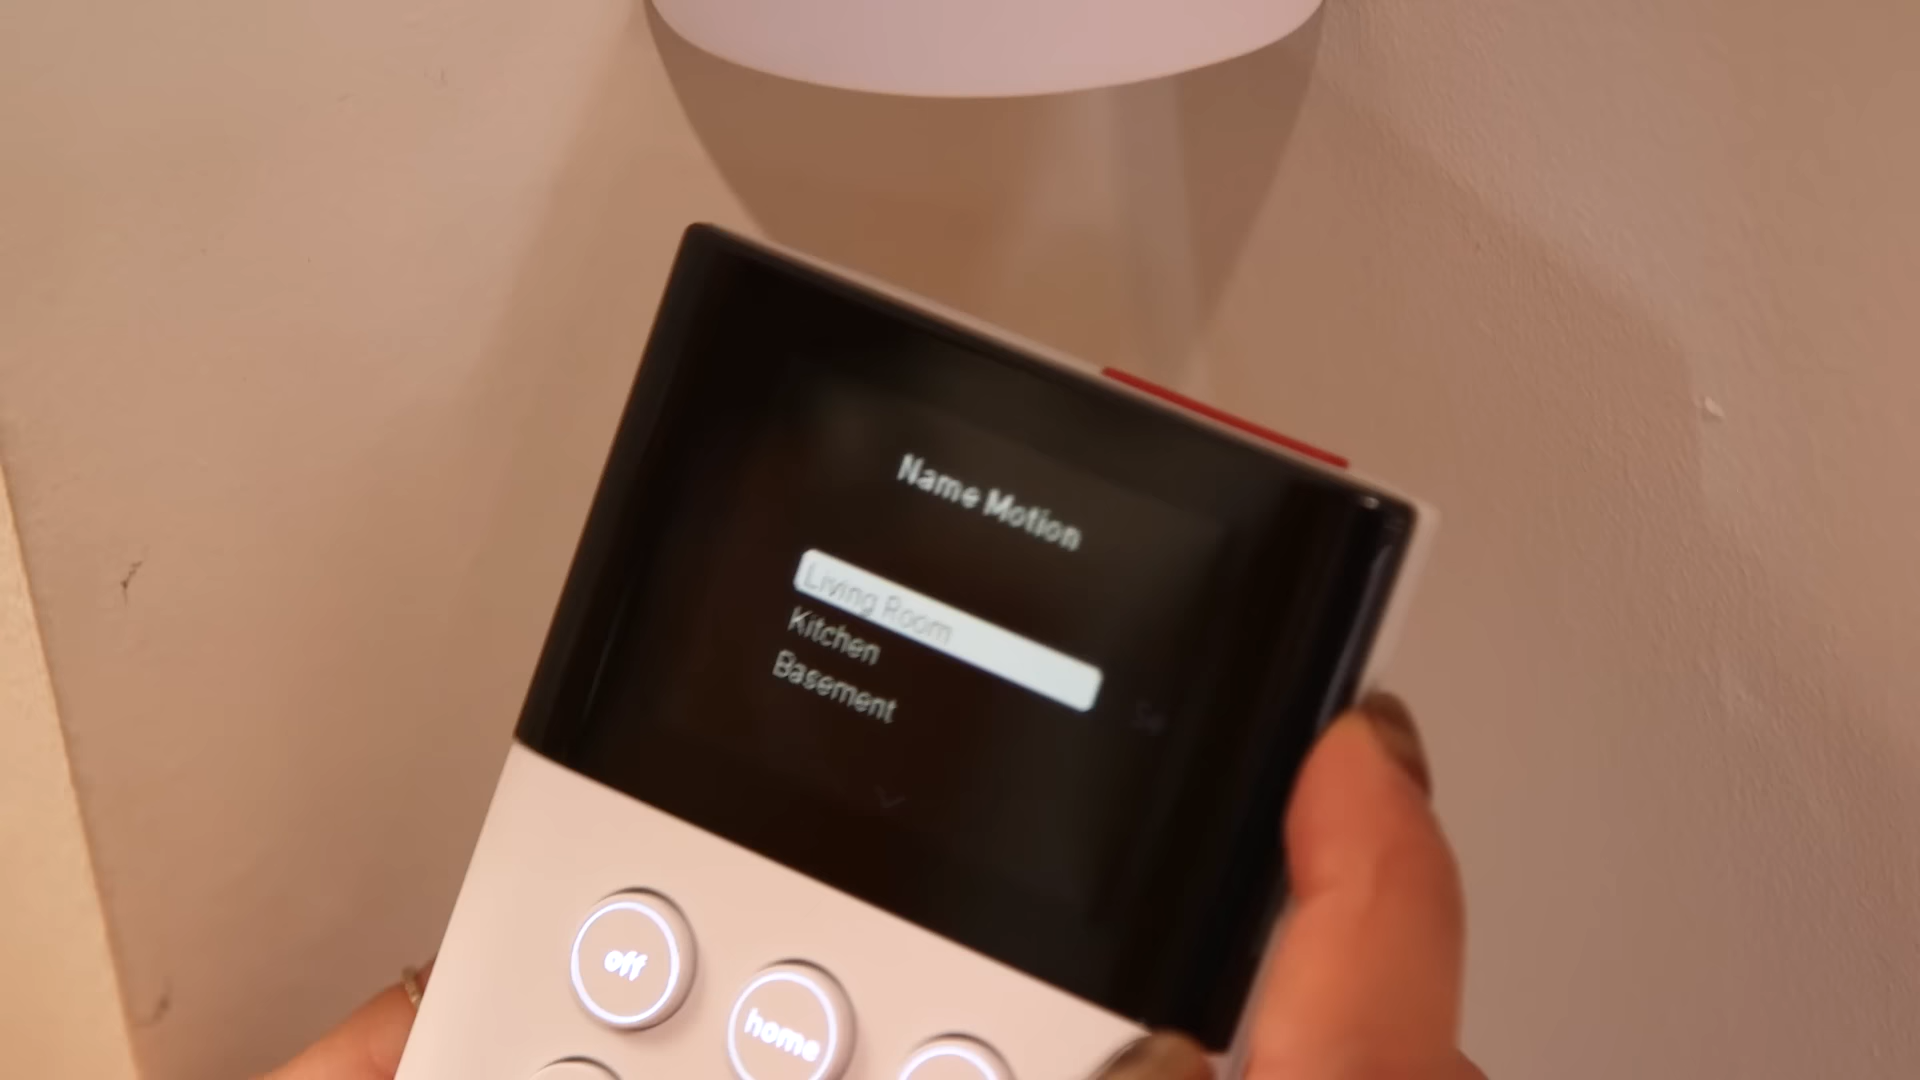 Name Motion
Living Room
Kitchen
Basement
off
home